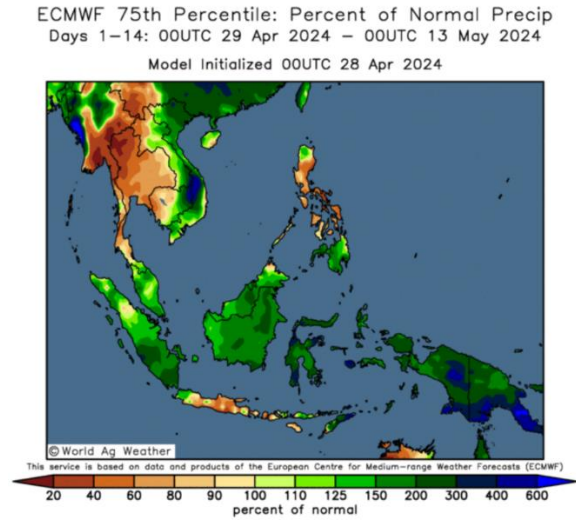 ECMWF 75th Percentile: Percent of Normal Precip
Days 1-14: 00UTC 29 Apr 2024 - 00UTC 13 May 2024
Model Initialized 00UTC 28 Apr 2024
© World Ag Weather
This service is based on data and products of the European Centre for Medium-range Weather Forecasts (ECMWF)
20 40 60 80 90 100 110 125 150 200 300 400 600
percent of normal